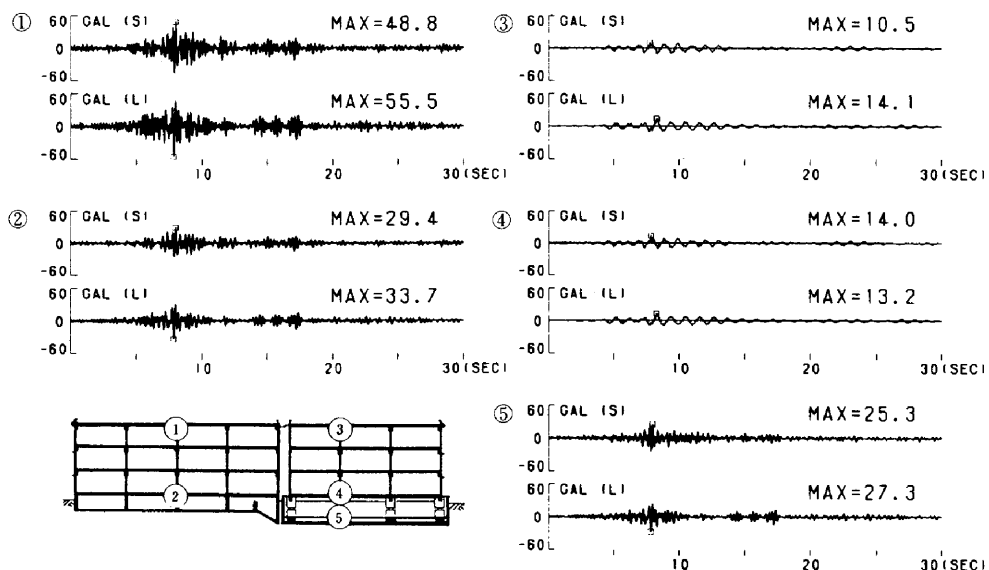 ①
60
0
-60
GAL (S)
MAX=48.8
60
0
-60
GAL (L)
MAX=55.5
10
20
30(SEC)
②
60
0
-60
GAL (S)
MAX=29.4
60
0
-60
GAL (L)
MAX=33.7
10
20
30(SEC)
③
60
0
-60
GAL (S)
MAX=10.5
60
0
-60
GAL (L)
MAX=14.1
10
20
30(SEC)
④
60
0
-60
GAL (S)
MAX=14.0
60
0
-60
GAL (L)
MAX=13.2
10
20
30(SEC)
①
②
③
④
⑤
⑤
60
0
-60
GAL (S)
MAX=25.3
60
0
-60
GAL (L)
MAX=27.3
10
20
30(SEC)